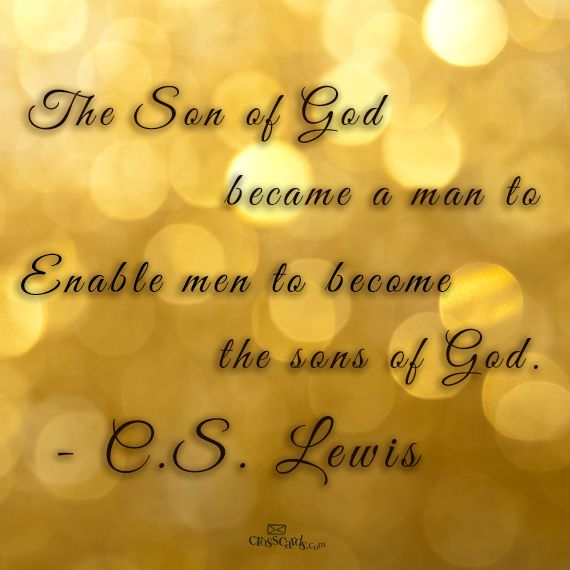 The Son of God
became a man to
Enable men to become
the sons of God.
- C.S. Lewis
crosscards.com